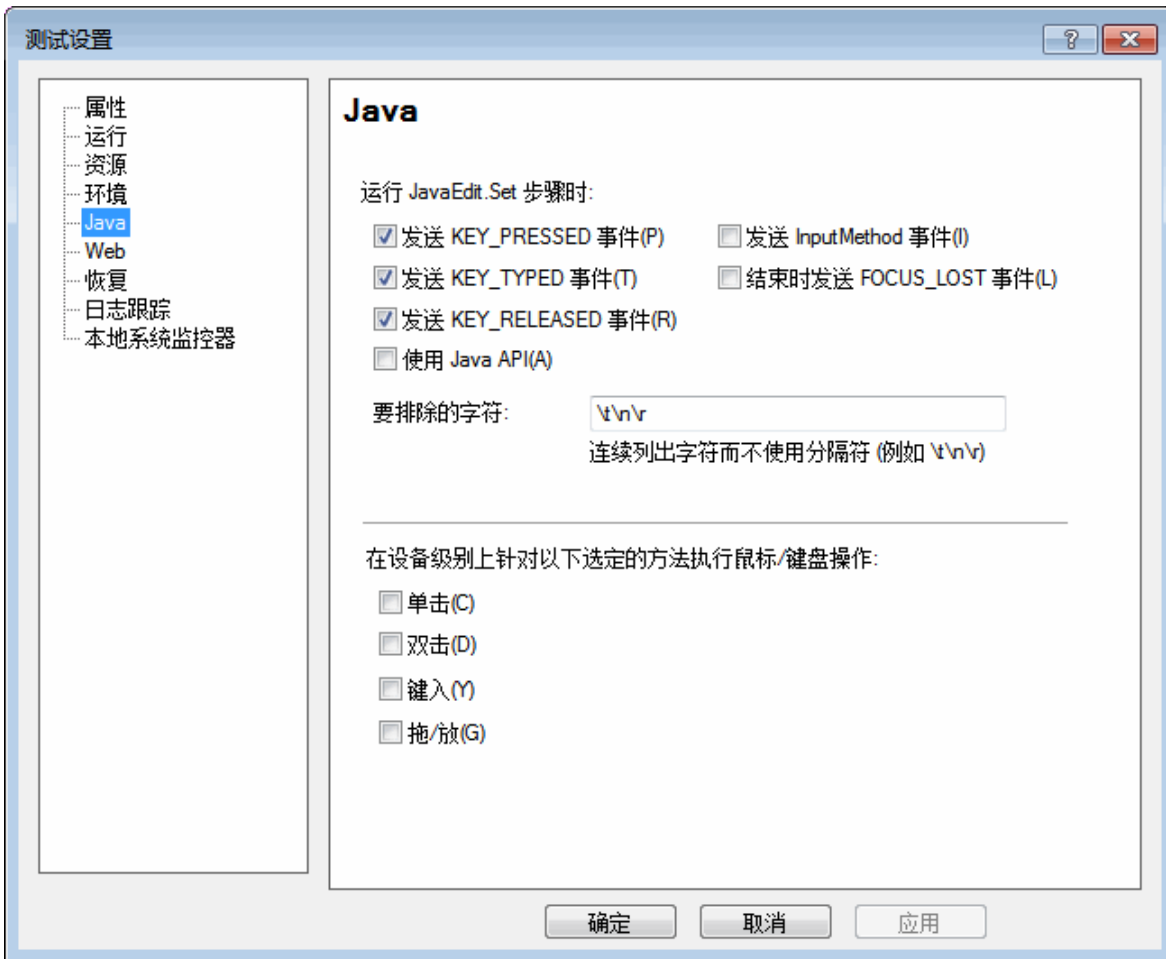 测试设置
属性
运行
资源
环境
Java
Web
恢复
日志跟踪
本地系统监控器
Java
运行 JavaEdit.Set 步骤时:
发送 KEY_PRESSED 事件(P) 发送 InputMethod 事件(I)
发送 KEY_TYPED 事件(T) 结束时发送 FOCUS_LOST 事件(L)
发送 KEY_RELEASED 事件(R)
使用 Java API(A)
要排除的字符: \t\n\r
连续列出字符而不使用分隔符 (例如 \t\n\r)
在设备级别上针对以下选定的方法执行鼠标/键盘操作:
单击(C)
双击(D)
键入(Y)
拖/放(G)
确定 取消 应用